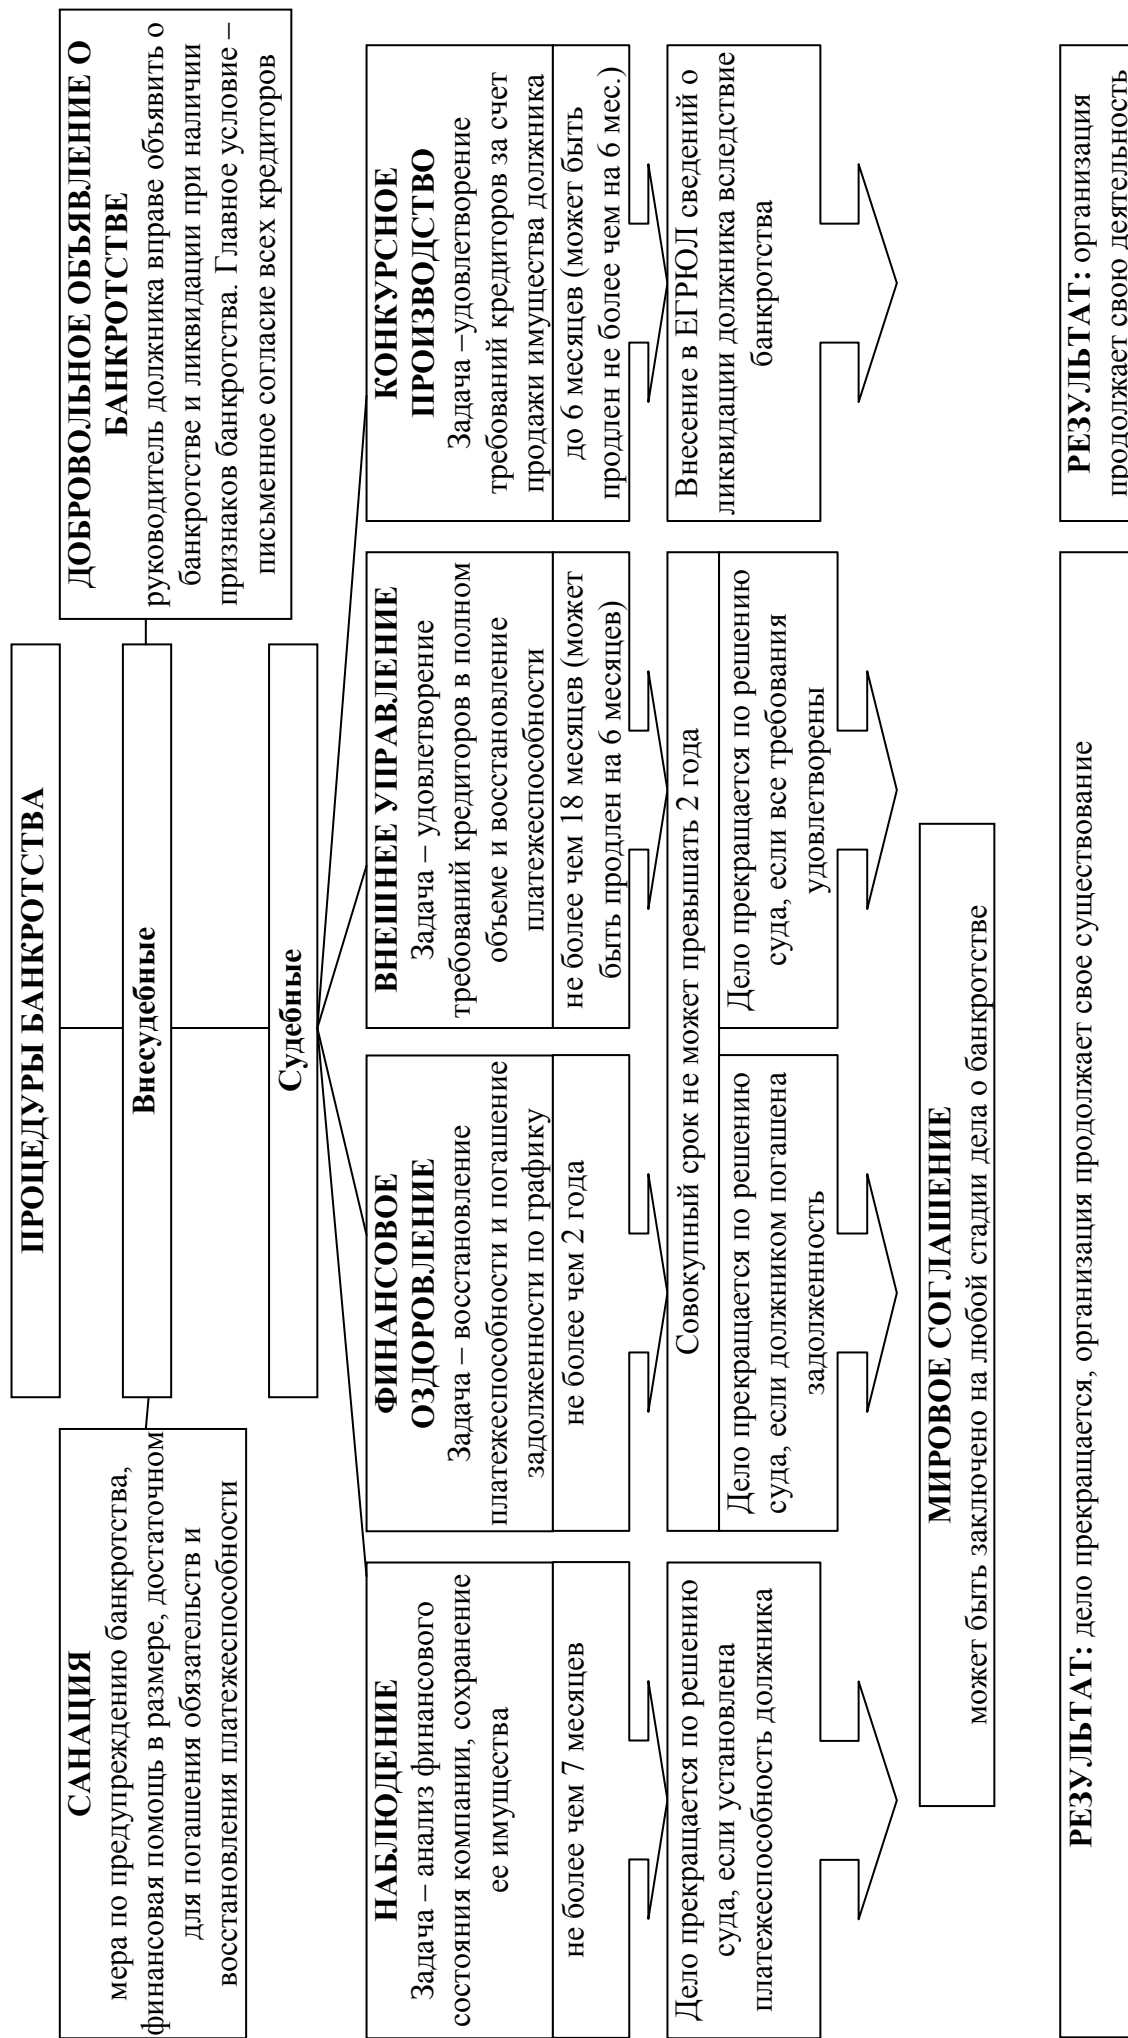 ПРОЦЕДУРЫ БАНКРОТСТВА
САНАЦИЯ
мера по предупреждению банкротства,
финансовая помощь в размере, достаточном
для погашения обязательств и
восстановления платежеспособности
Внесудебные
ДОБРОВОЛЬНОЕ ОБЪЯВЛЕНИЕ О
БАНКРОТСТВЕ
руководитель должника вправе объявить о
банкротстве и ликвидации при наличии
признаков банкротства. Главное условие –
письменное согласие всех кредиторов
Судебные
НАБЛЮДЕНИЕ
Задача – анализ финансового
состояния компании, сохранение
ее имущества
не более чем 7 месяцев
Дело прекращается по решению
суда, если установлена
платежеспособность должника
ФИНАНСОВОЕ
ОЗДОРОВЛЕНИЕ
Задача – восстановление
платежеспособности и погашение
задолженности по графику
не более чем 2 года
ВНЕШНЕЕ УПРАВЛЕНИЕ
Задача – удовлетворение
требований кредиторов в полном
объеме и восстановление
платежеспособности
не более чем 18 месяцев (может
быть продлен на 6 месяцев)
Совокупный срок не может превышать 2 года
Дело прекращается по решению
суда, если должником погашена
задолженность
Дело прекращается по решению
суда, если все требования
удовлетворены
КОНКУРСНОЕ
ПРОИЗВОДСТВО
Задача –удовлетворение
требований кредиторов за счет
продажи имущества должника
до 6 месяцев (может быть
продлен не более чем на 6 мес.)
Внесение в ЕГРЮЛ сведений о
ликвидации должника вследствие
банкротства
МИРОВОЕ СОГЛАШЕНИЕ
может быть заключено на любой стадии дела о банкротстве
РЕЗУЛЬТАТ: дело прекращается, организация продолжает свое существование
РЕЗУЛЬТАТ: организация
продолжает свою деятельность